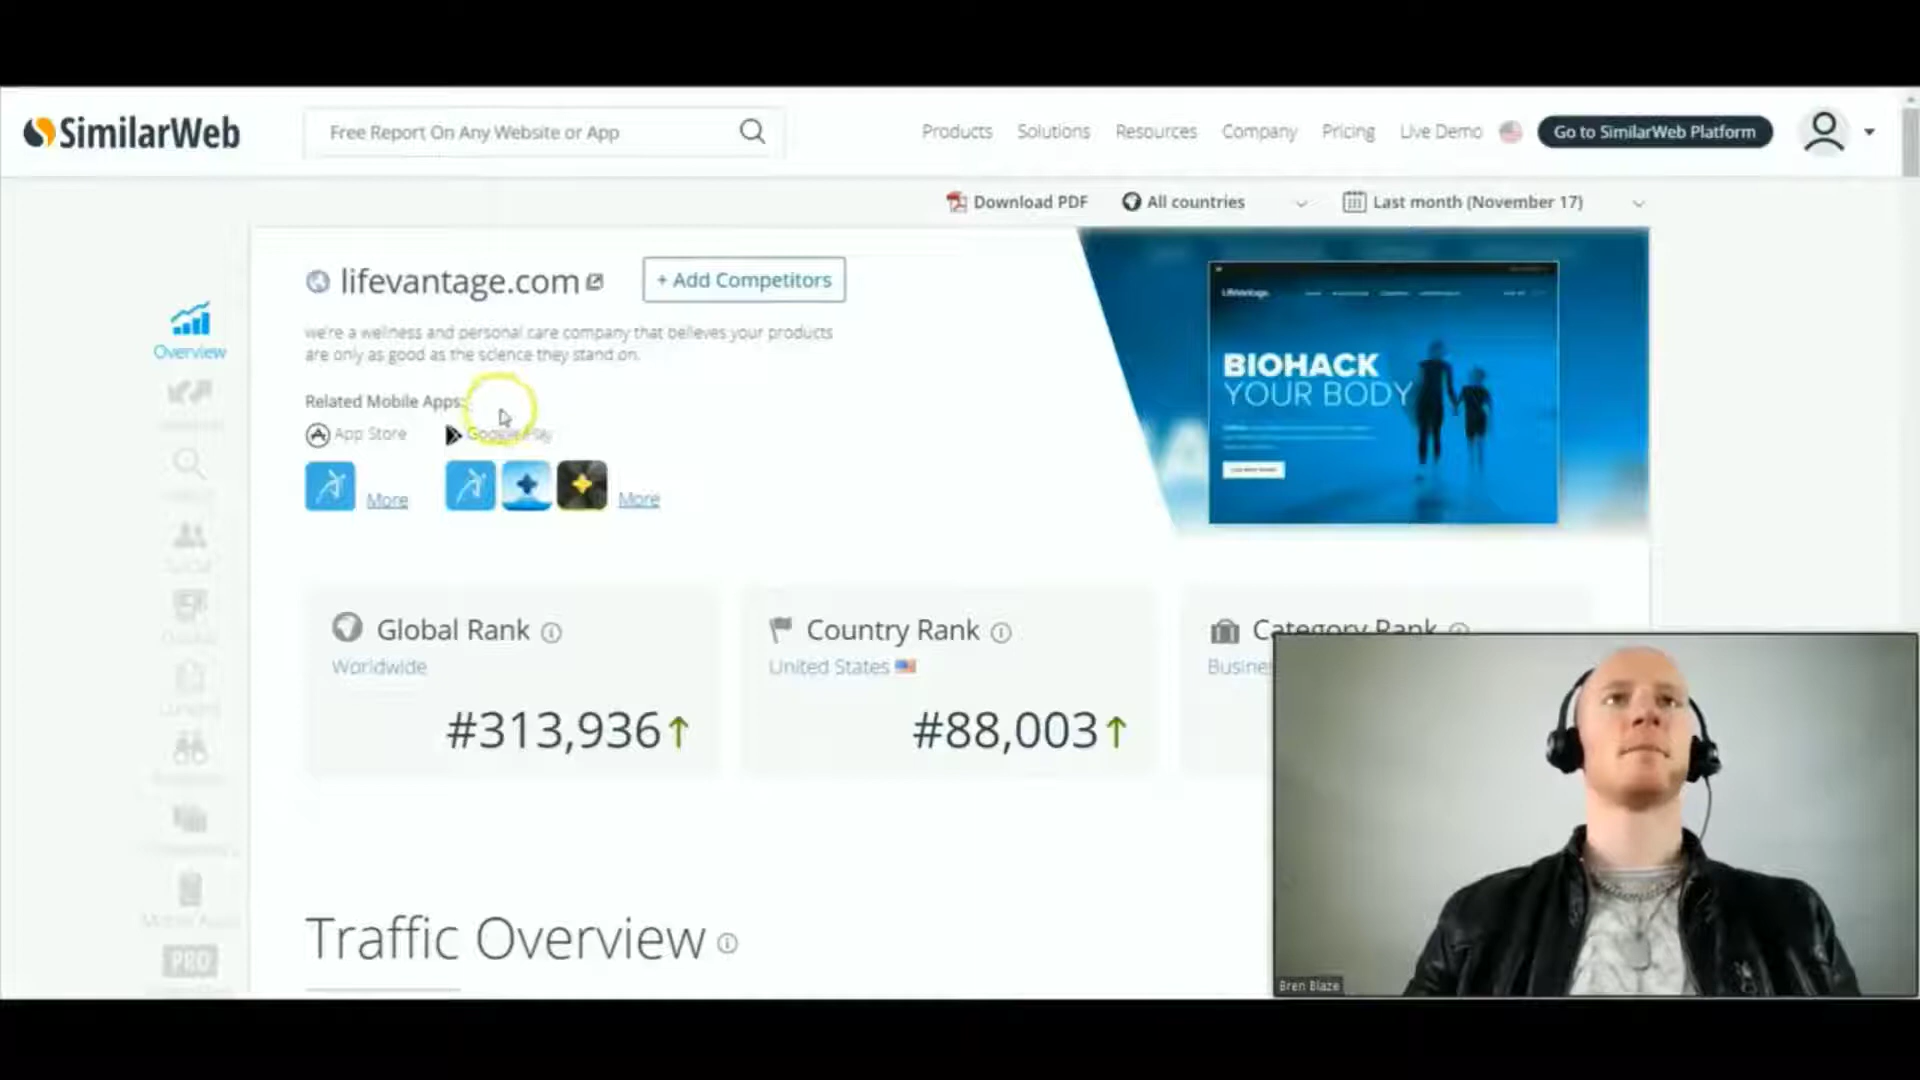 SimilarWeb
Free Report On Any Website or App
Products
Solutions
Resources
Company
Pricing
Live Demo
Go to SimilarWeb Platform
Download PDF
All countries
Last month (November 17)
lifevantage.com
+ Add Competitors
we're a wellness and personal care company that believes your products
are only as good as the science they stand on.
Overview
Related Mobile Apps:
App Store
Google Play
More
More
LifeVantage
BIOHACK
YOUR BODY
Global Rank
Worldwide
#313,936
Country Rank
United States
#88,003
Category Rank
Traffic Overview
PRO
Bren Blaze